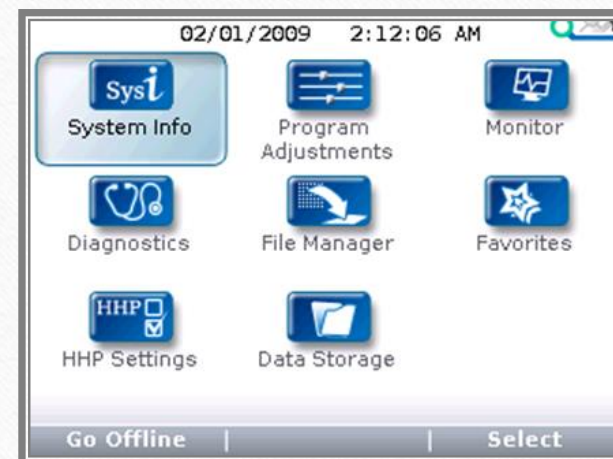 02/01/2009 2:12:06 AM
Sysi
System Info
Program
Adjustments
Monitor
Diagnostics
File Manager
Favorites
HHP
HHP Settings
Data Storage
Go Offline | | Select